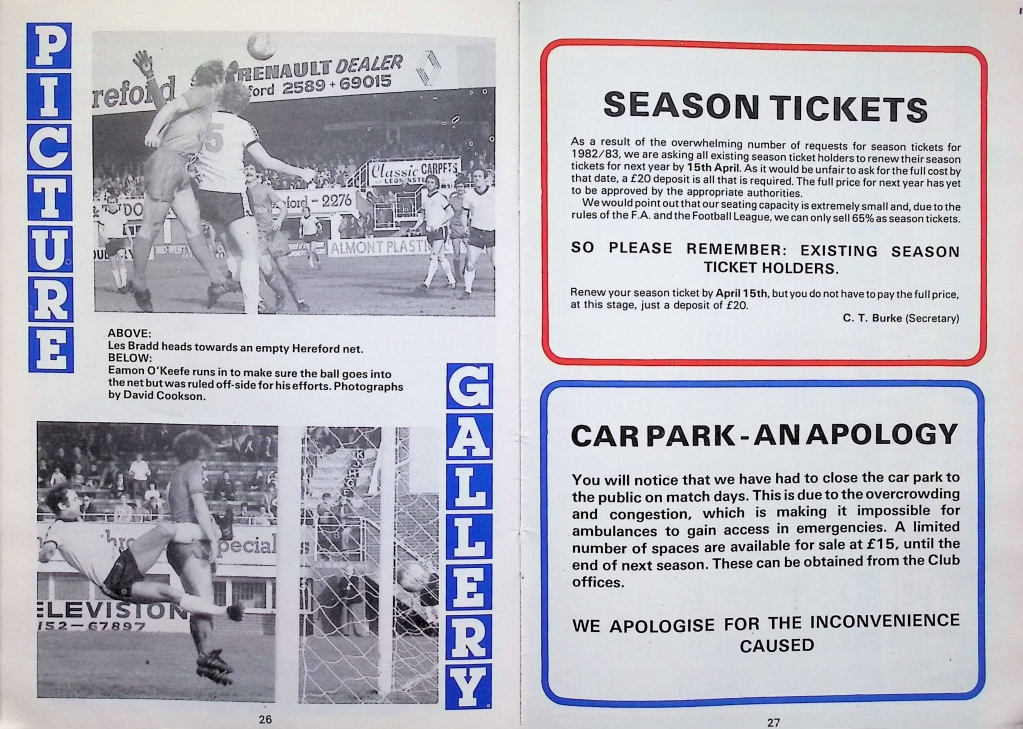 PICTURE
reford
RENAULT DEALER
ford 2589 + 69015
5
Classic CARPETS
LEOMINSTER
eford - 2276
ALMONT PLASTI
ABOVE:
Les Bradd heads towards an empty Hereford net.
BELOW:
Eamon O'Keefe runs in to make sure the ball goes into
the net but was ruled off-side for his efforts. Photographs
by David Cookson.
GALLERY
pecial
ELEVISION
152-67897
26
SEASON TICKETS
As a result of the overwhelming number of requests for season tickets for
1982/83, we are asking all existing season ticket holders to renew their season
tickets for next year by 15th April. As it would be unfair to ask for the full cost by
that date, a £20 deposit is all that is required. The full price for next year has yet
to be approved by the appropriate authorities.
We would point out that our seating capacity is extremely small and, due to the
rules of the F.A. and the Football League, we can only sell 65% as season tickets.
SO PLEASE REMEMBER: EXISTING SEASON
TICKET HOLDERS.
Renew your season ticket by April 15th, but you do not have to pay the full price,
at this stage, just a deposit of £20.
C. T. Burke (Secretary)
CAR PARK - AN APOLOGY
You will notice that we have had to close the car park to
the public on match days. This is due to the overcrowding
and congestion, which is making it impossible for
ambulances to gain access in emergencies. A limited
number of spaces are available for sale at £15, until the
end of next season. These can be obtained from the Club
offices.
WE APOLOGISE FOR THE INCONVENIENCE
CAUSED
27